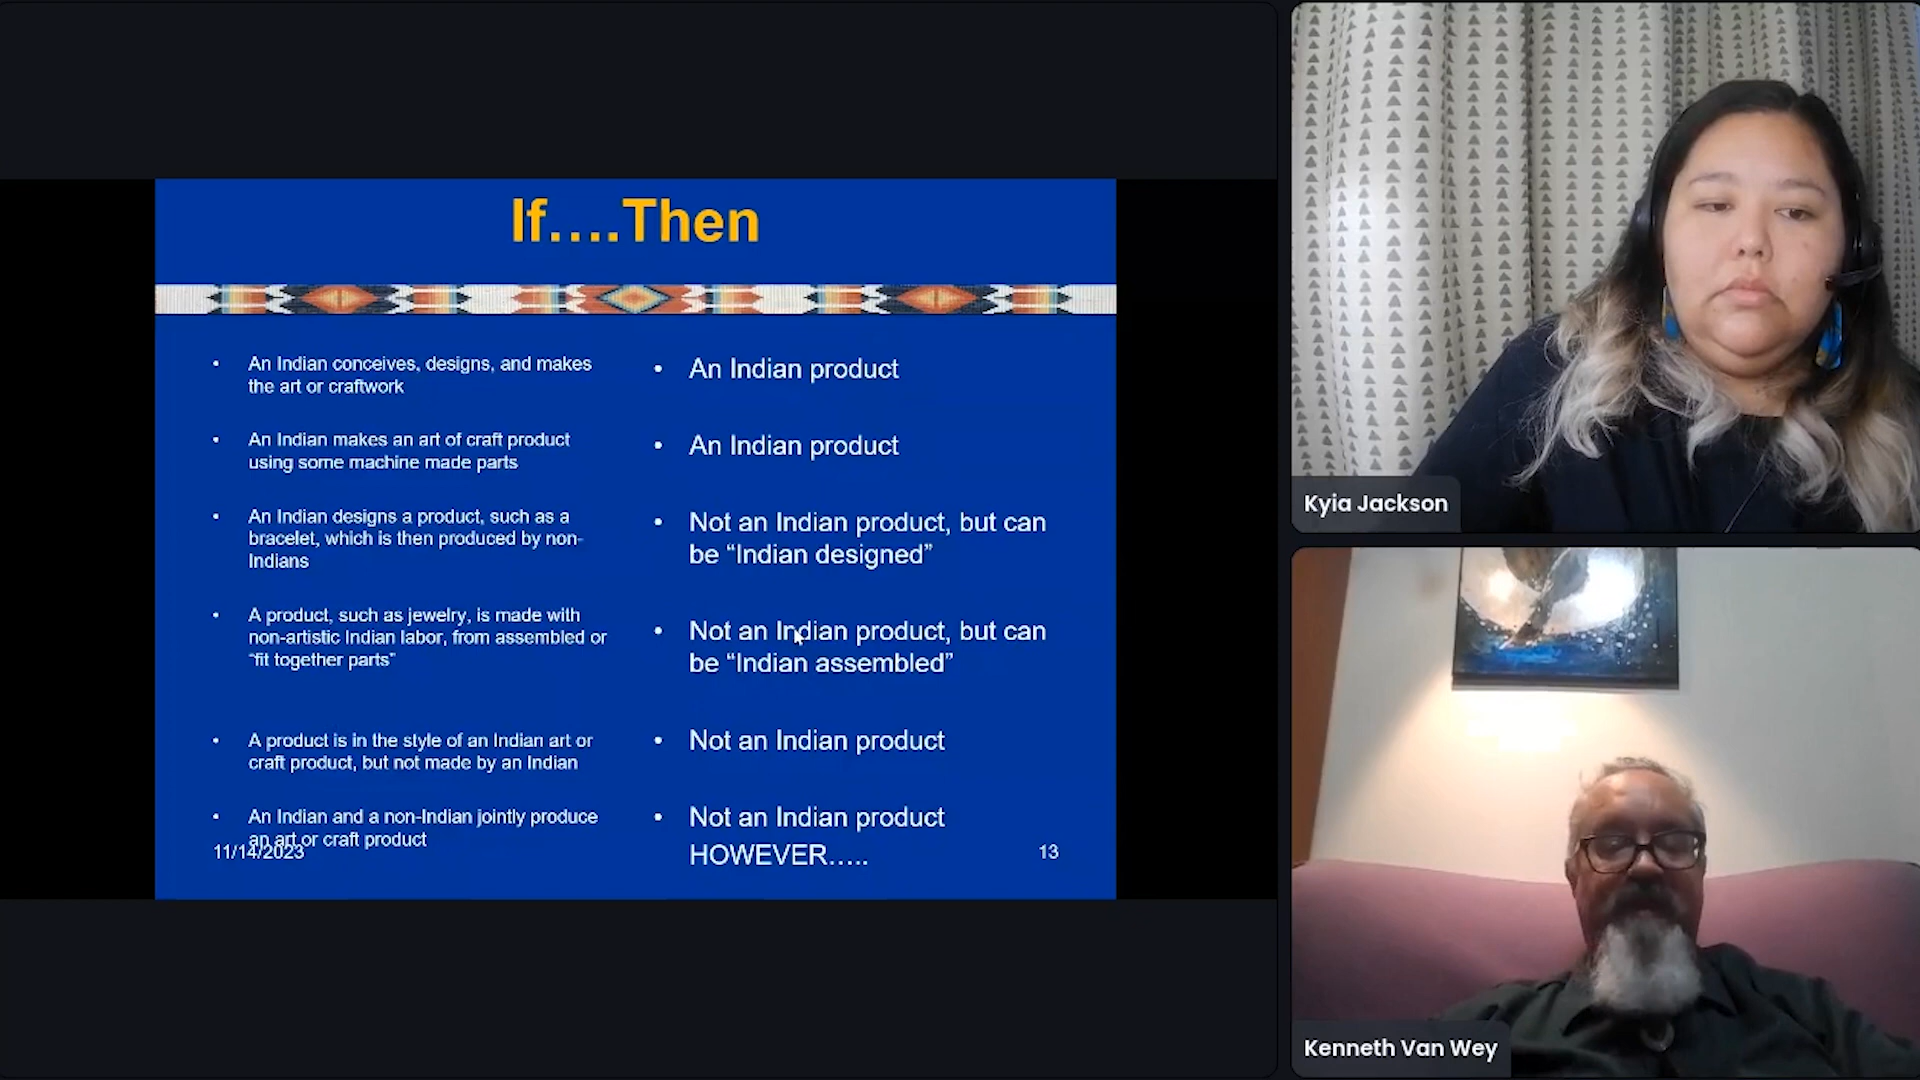 If....Then
• An Indian conceives, designs, and makes
the art or craftwork
• An Indian makes an art of craft product
using some machine made parts
• An Indian designs a product, such as a
bracelet, which is then produced by non-
Indians
• A product, such as jewelry, is made with
non-artistic Indian labor, from assembled or
“fit together parts”
• A product is in the style of an Indian art or
craft product, but not made by an Indian
• An Indian and a non-Indian jointly produce
an art or craft product
• An Indian product
• An Indian product
• Not an Indian product, but can
be “Indian designed”
• Not an Indian product, but can
be “Indian assembled”
• Not an Indian product
• Not an Indian product
HOWEVER.....
11/14/2023
13
Kyia Jackson
Kenneth Van Wey